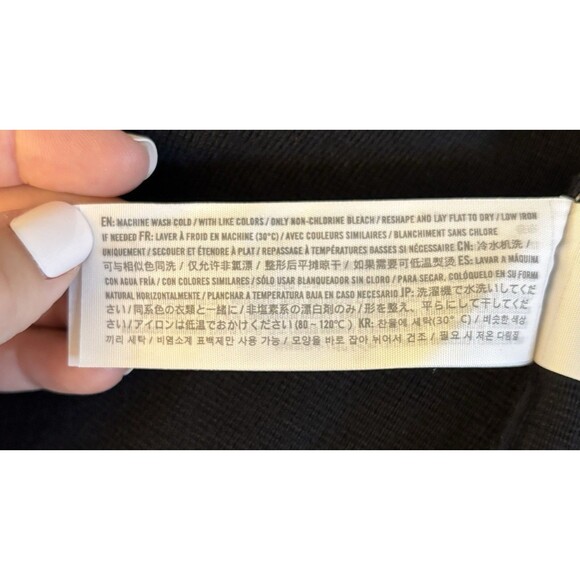 EN: MACHINE WASH COLD / WITH LIKE COLORS / ONLY NON-CHLORINE BLEACH / RESHAPE AND LAY FLAT TO DRY / LOW IRON
IF NEEDED FR: LAVER À FROID EN MACHINE (30°C) / AVEC COULEURS SIMILAIRES / BLANCHIMENT SANS CHLORE
UNIQUEMENT / SECOUER ET ÉTENDRE À PLAT / REPASSAGE À TEMPÉRATURES BASSES SI NÉCESSAIRE CN: 冷水机洗 /
可与相似色同洗 / 仅允许非氯漂 / 整形后平摊晾干 / 如果需要可低温熨烫 ES: LAVAR A MÁQUINA
CON AGUA FRÍA / CON COLORES SIMILARES / SÓLO USAR BLANQUEADOR SIN CLORO / PARA SECAR, COLÓQUELO EN SU FORMA
NATURAL HORIZONTALMENTE / PLANCHAR A TEMPERATURA BAJA EN CASO NECESARIO JP: 洗濯機で水洗いしてくだ
さい / 同系色の衣類と一緒に / 非塩素系の漂白剤のみ / 形を整え、平らにして干してくだ
さい / アイロンは低温でおかけください (80 – 120°C ) KR: 찬물에 세탁(30° C) / 비슷한 색상
끼리 세탁 / 비염소계 표백제만 사용 가능 / 모양을 바로 잡아 뉘어서 건조 / 필요 시 저온 다림질